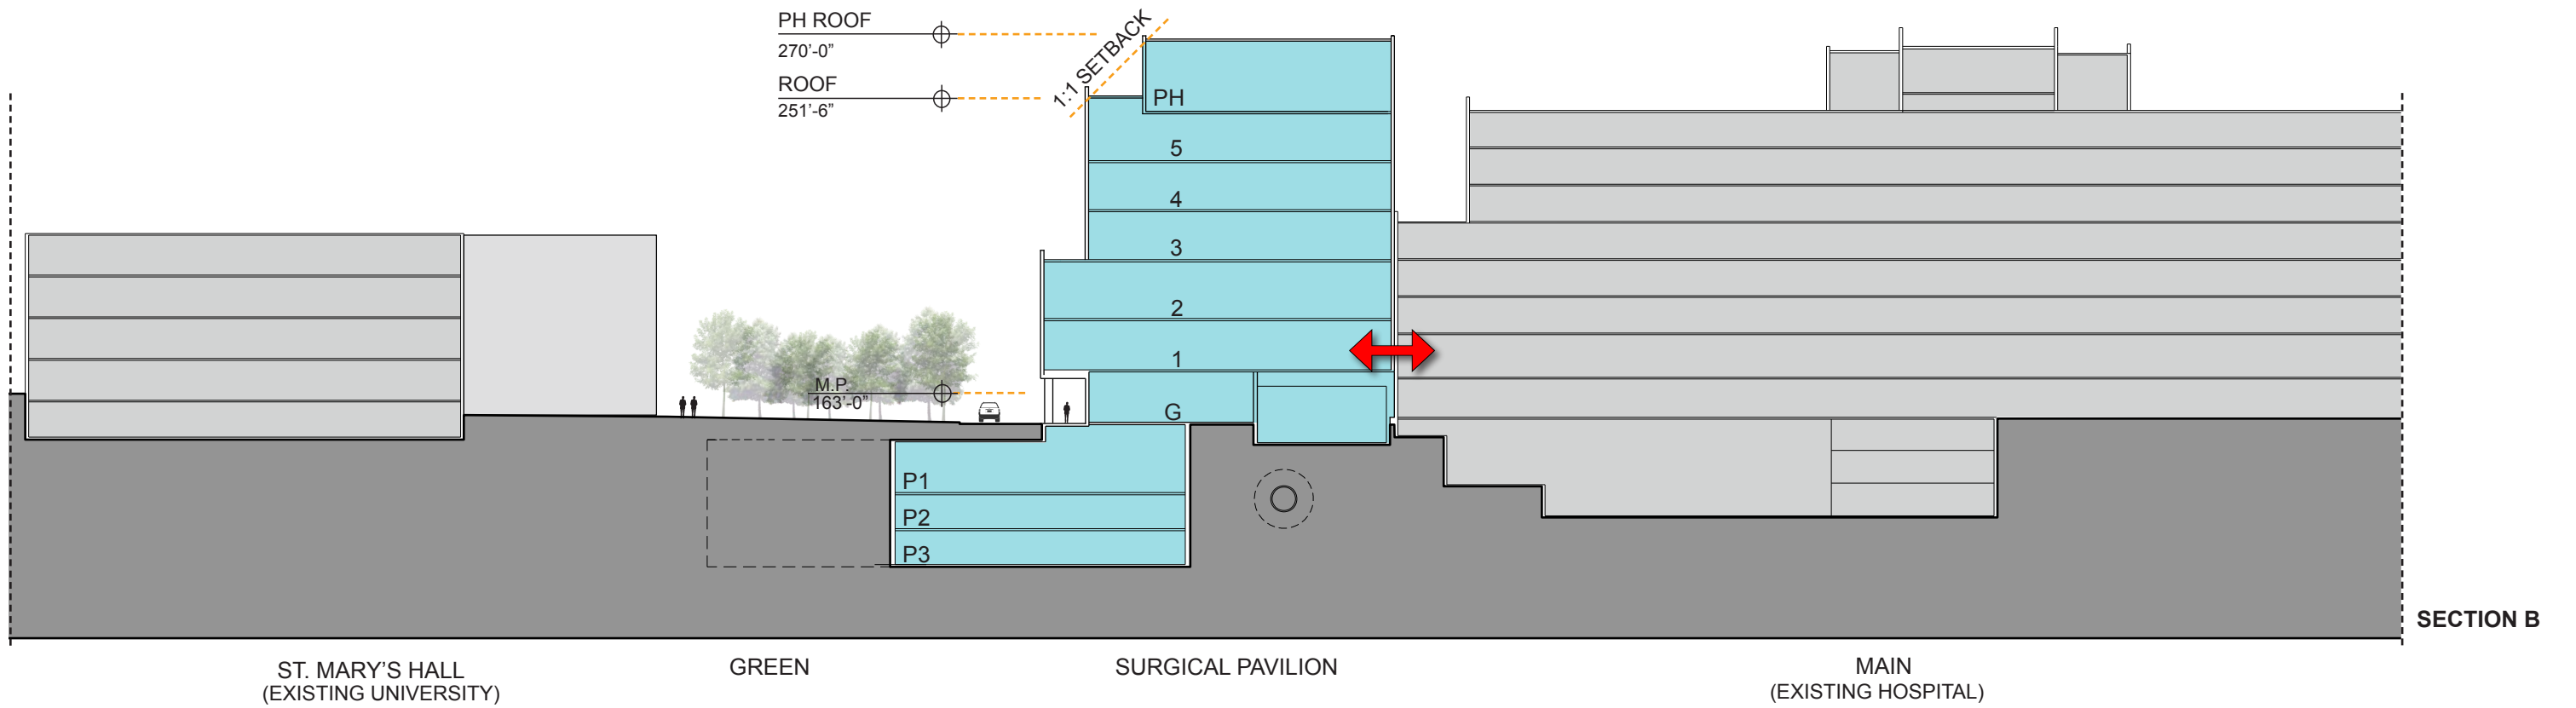 PH ROOF
270’-0”
ROOF
251’-6”
1:1 SETBACK
PH
5
4
3
2
1
G
M.P.
163’-0”
P1
P2
P3
SECTION B
ST. MARY’S HALL
(EXISTING UNIVERSITY)
GREEN
SURGICAL PAVILION
MAIN
(EXISTING HOSPITAL)